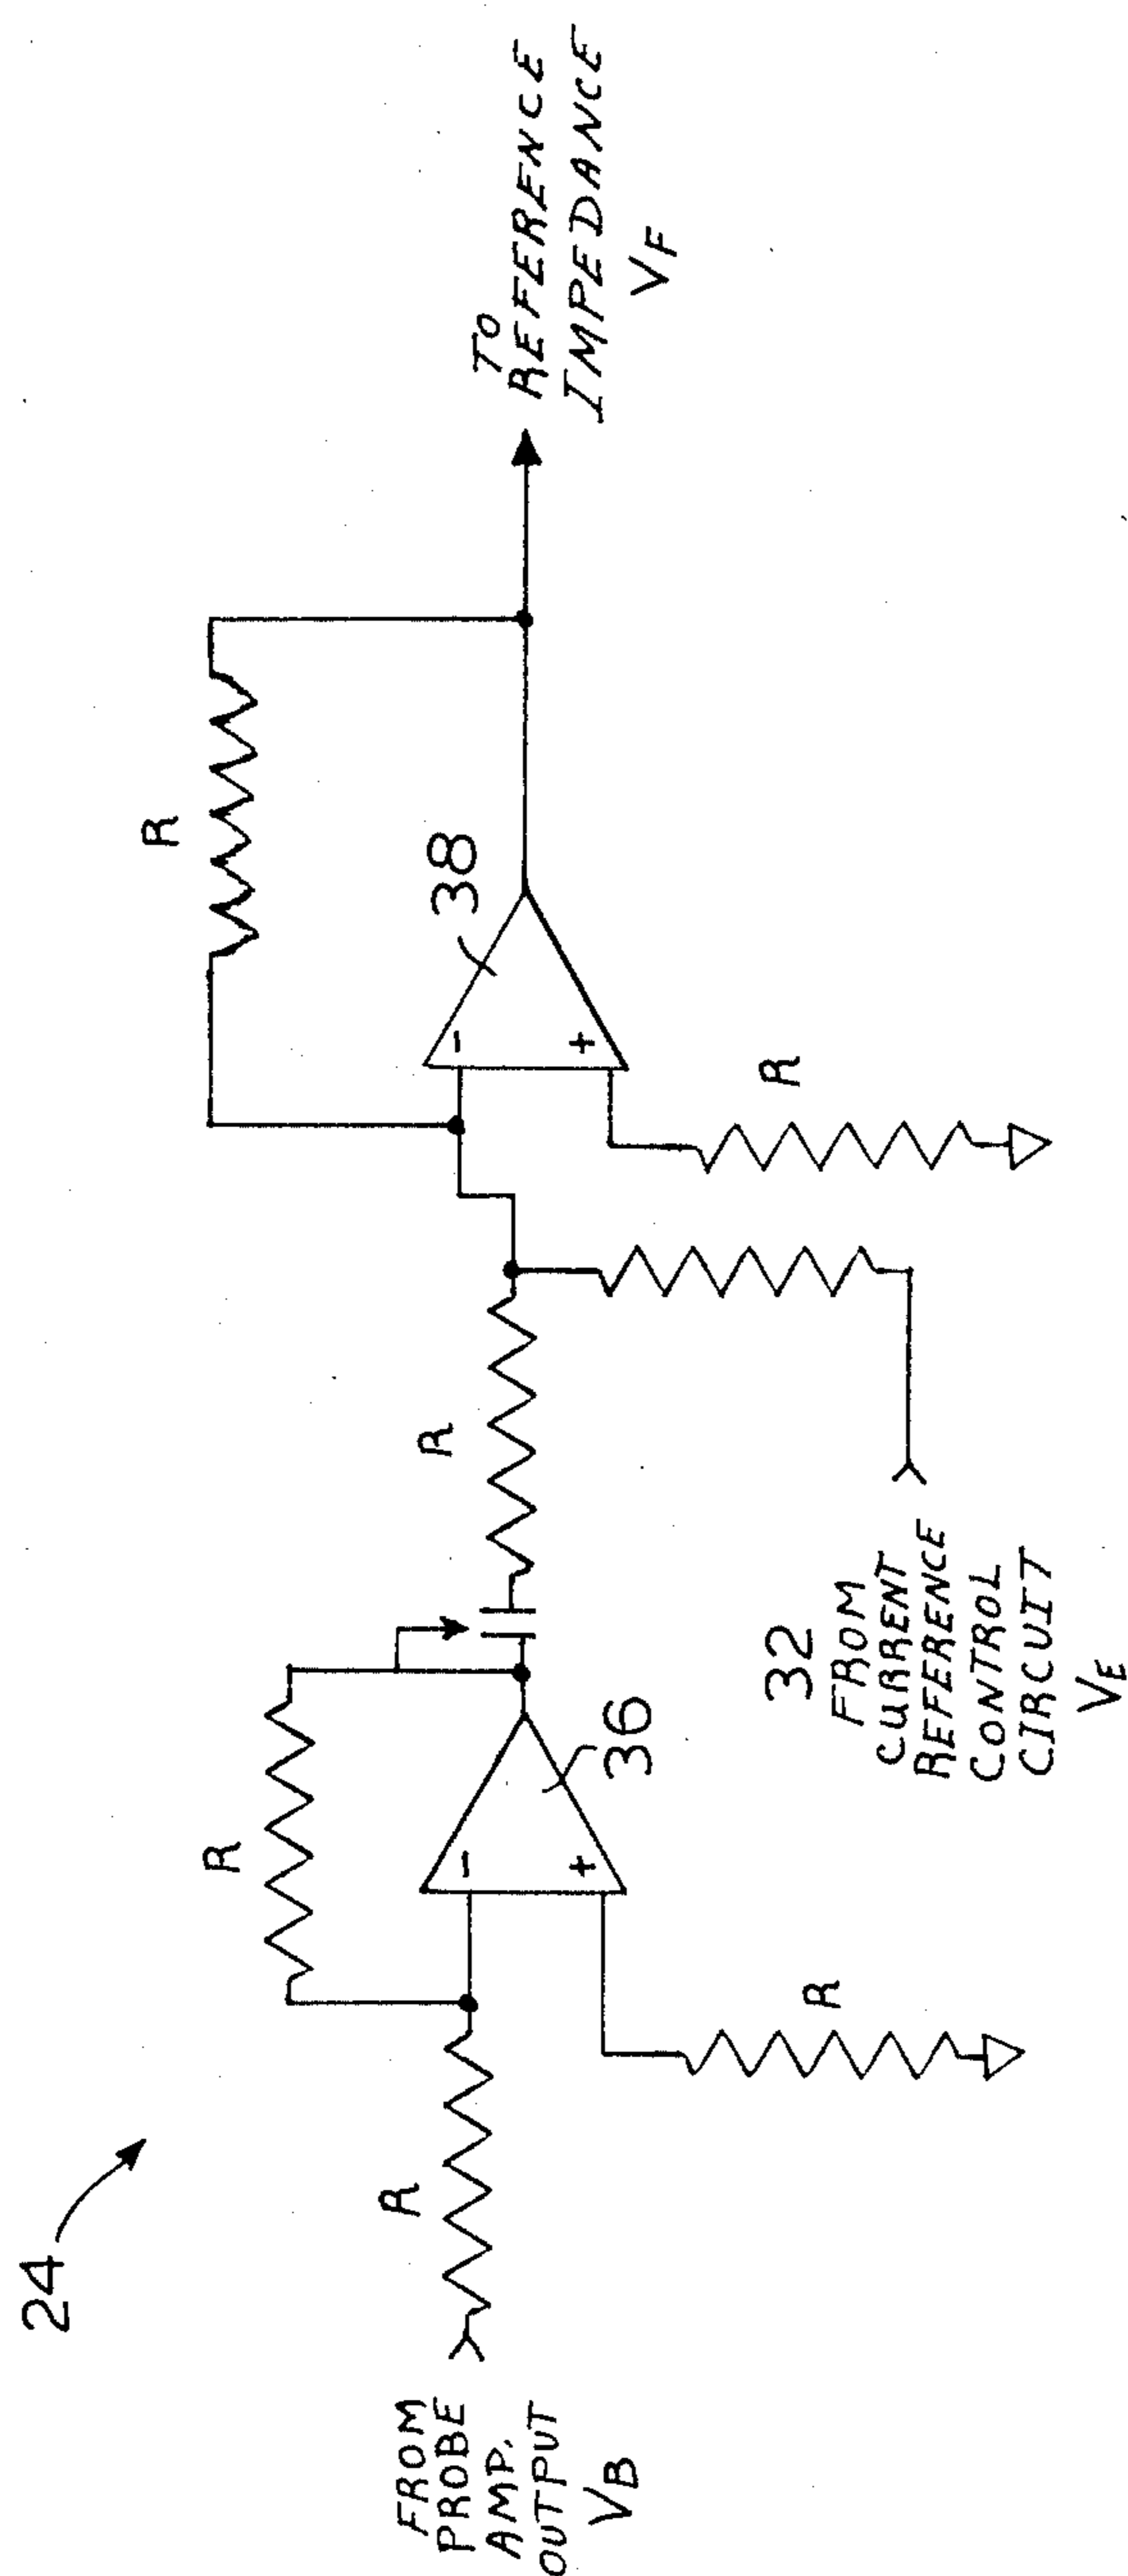 24
FROM
PROBE
AMP.
OUTPUT
VB
R
R
R
-
+
36
R
32
FROM
CURRENT
REFERENCE
CONTROL
CIRCUIT
VE
R
R
-
+
38
TO
REFERENCE
IMPEDANCE
VF